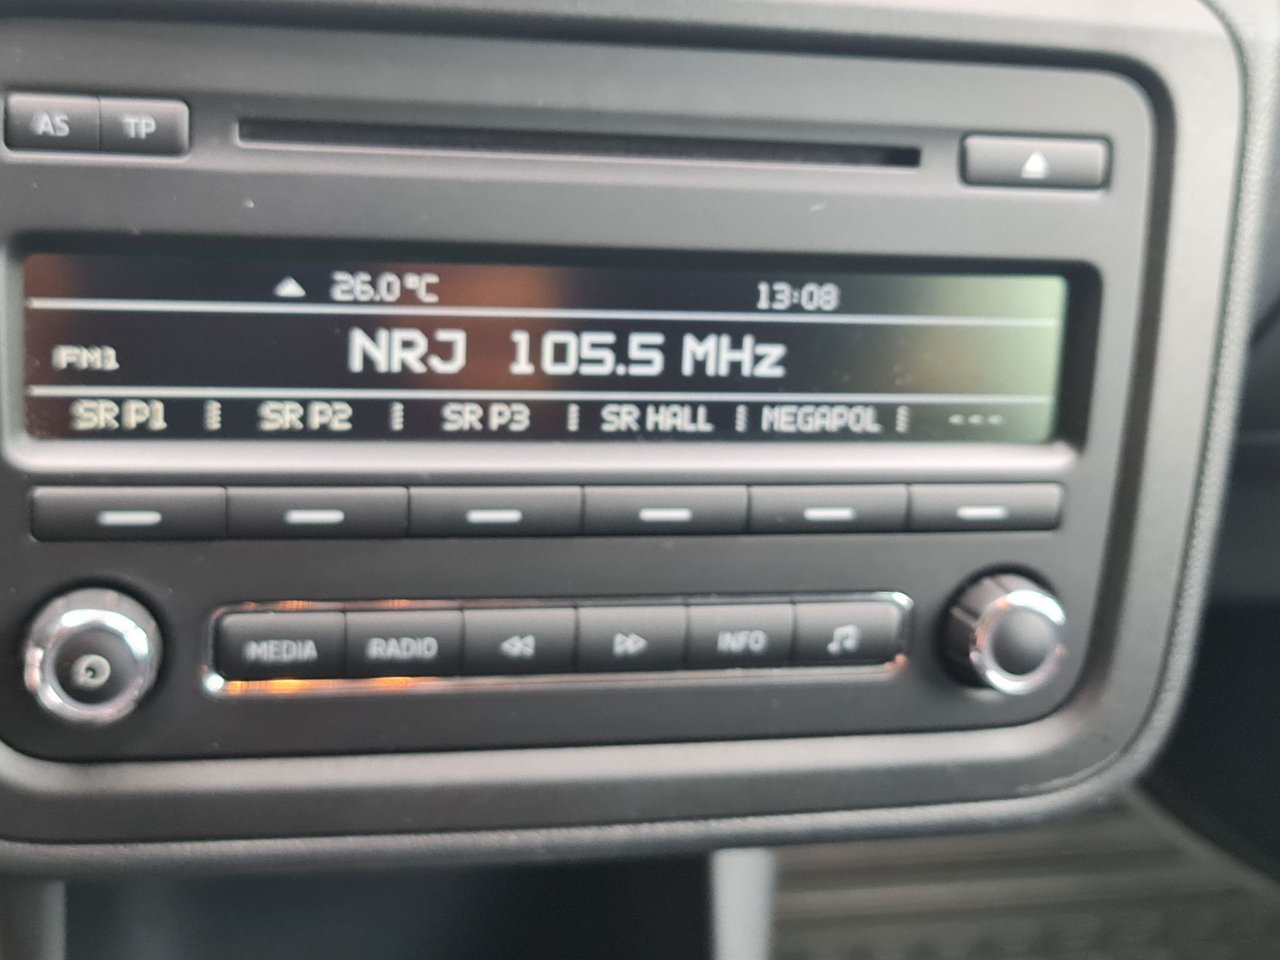 AS TP
26.0°C 13:08
FM1 NRJ 105.5 MHz
SR P1 SR P2 SR P3 SR HALL MEGAPOL ---
MEDIA RADIO INFO